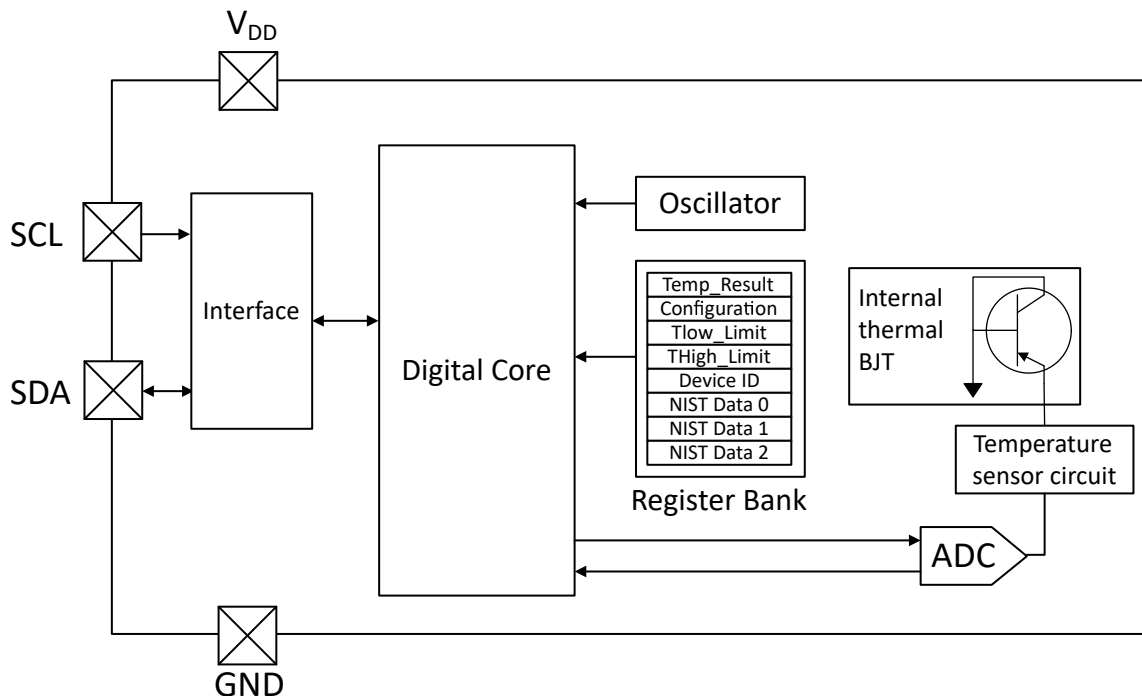 VDD
SCL
SDA
GND
Interface
Digital Core
Oscillator
Temp_Result
Configuration
Tlow_Limit
THigh_Limit
Device ID
NIST Data 0
NIST Data 1
NIST Data 2
Register Bank
Internal
thermal
BJT
Temperature
sensor circuit
ADC